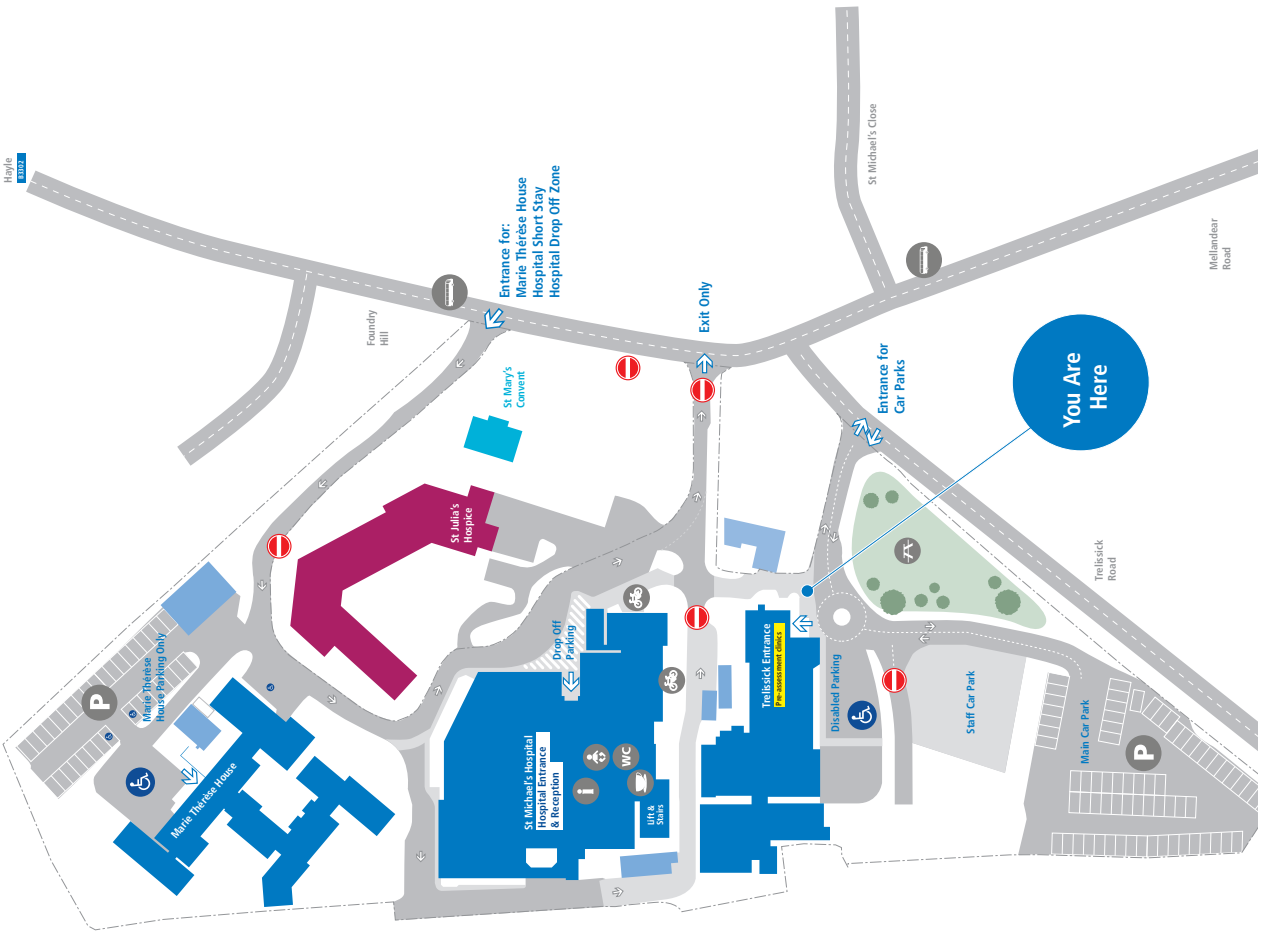 Hayle
B3302
Entrance for:
Marie Thérèse House
Hospital Short Stay
Hospital Drop Off Zone
St Michael's Close
Mellandear
Road
Foundry
Hill
Exit Only
St Mary's
Convent
Entrance for
Car Parks
You Are
Here
St Julia's
Hospice
Trelissick
Road
Marie Thérèse
House Parking Only
P
Drop Off
Parking
Trelissick Entrance
Pre-assessment clinics
Disabled Parking
Staff Car Park
Main Car Park
P
Marie Thérèse House
St Michael's Hospital
Hospital Entrance
& Reception
i
WC
Lift &
Stairs